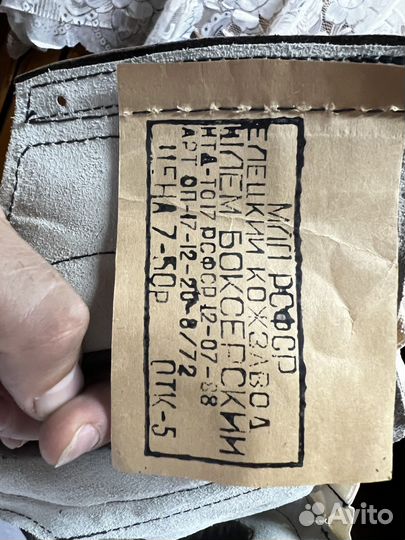 МЛП РСФСР
ЕЛЕЦКИЙ КОЖЗАВОД
ШЛЕМ БОКСЕРСКИЙ
НТД-ТО17 РСФСР 12-07-88
АРТ ОП-17-12-20-8/72
ЦЕНА 7-50Р ОТК-5
Avito